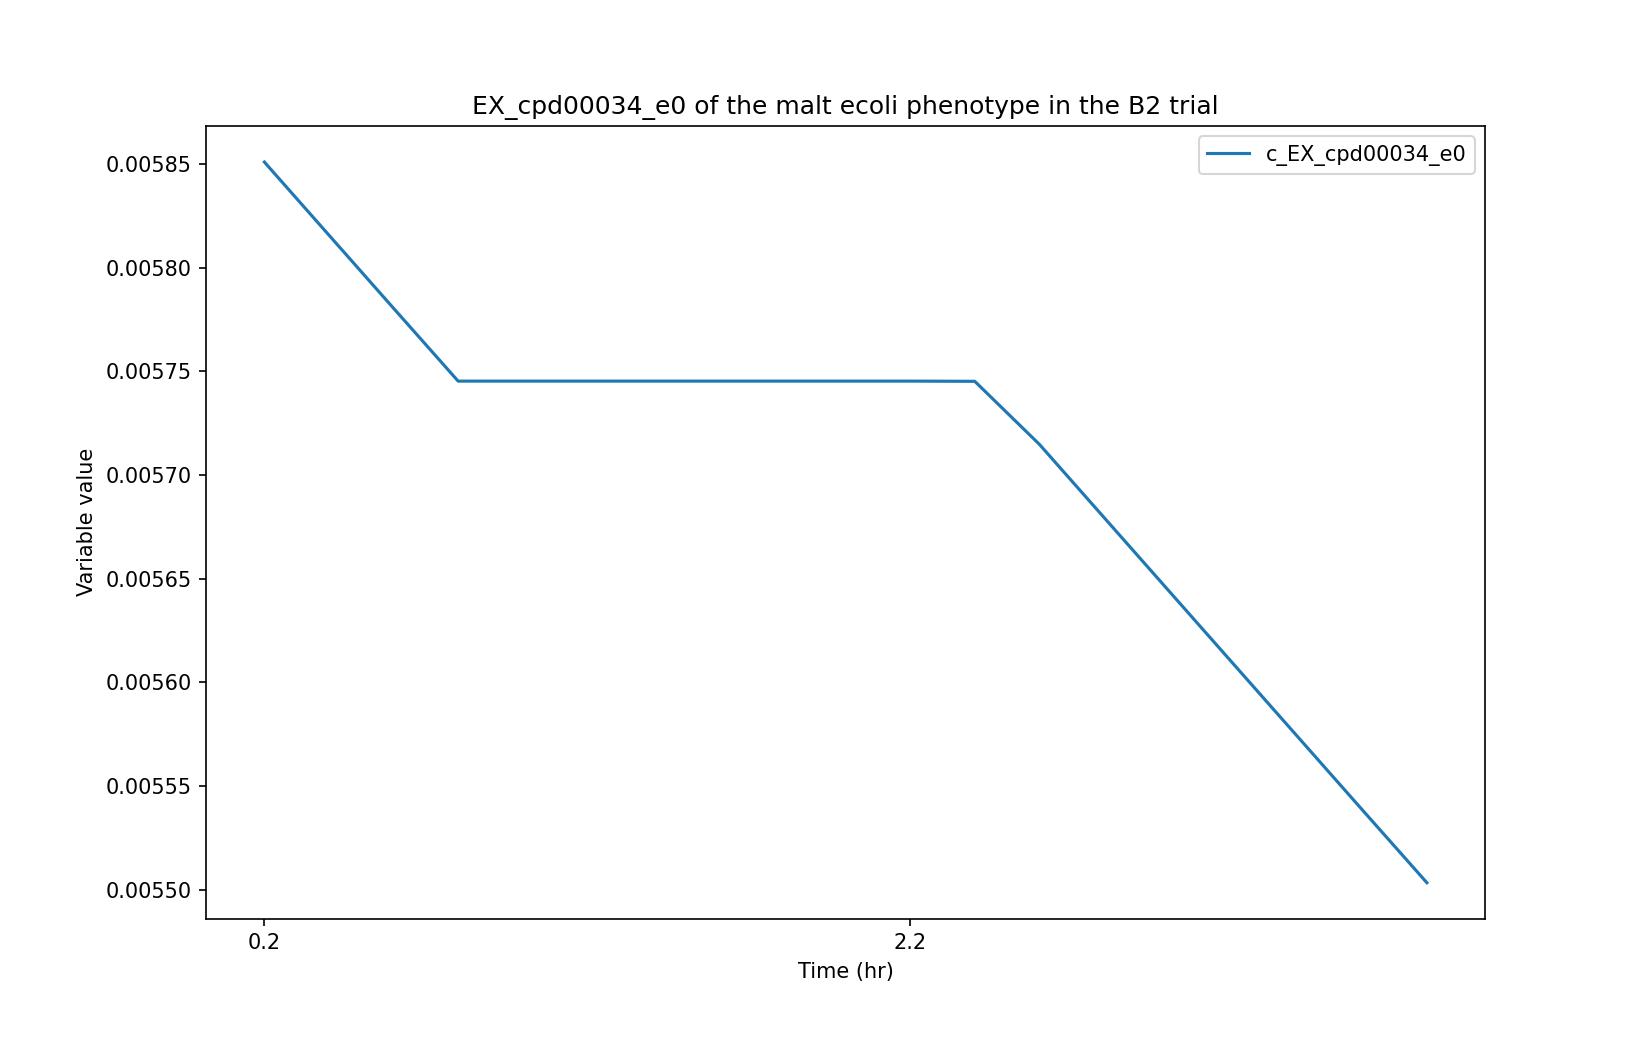 EX_cpd00034_e0 of the malt ecoli phenotype in the B2 trial
c_EX_cpd00034_e0
Variable value
0.00585
0.00580
0.00575
0.00570
0.00565
0.00560
0.00555
0.00550
0.2
2.2
Time (hr)